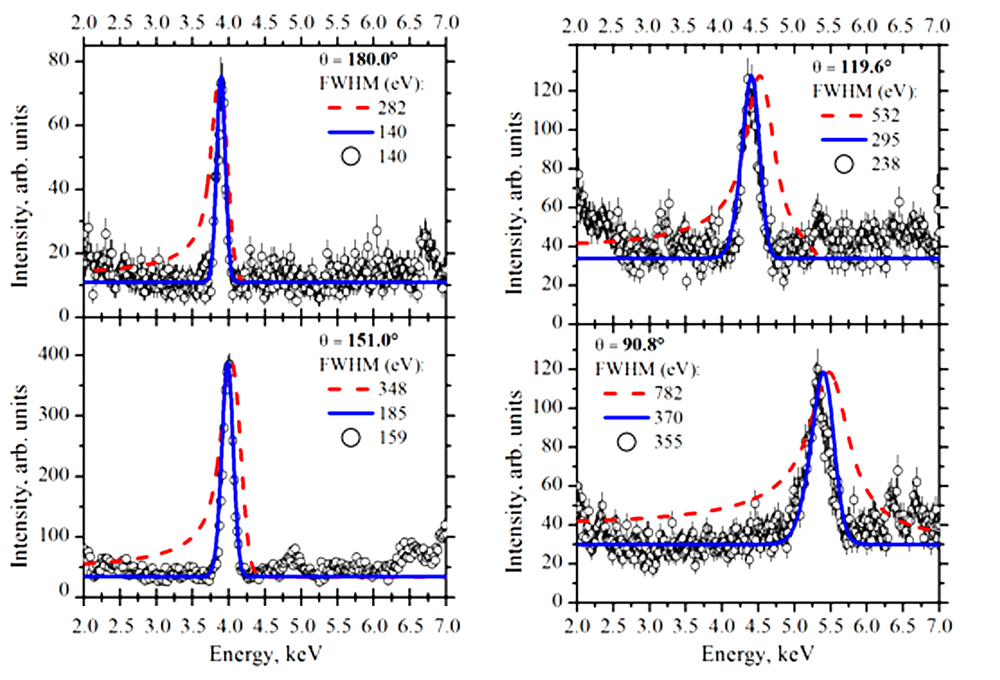 2.0 2.5 3.0 3.5 4.0 4.5 5.0 5.5 6.0 6.5 7.0
80
60
40
20
0
Intensity, arb. units
θ = 180.0°
FWHM (eV):
282
140
140
400
300
200
100
0
Intensity, arb. units
θ = 151.0°
FWHM (eV):
348
185
159
2.0 2.5 3.0 3.5 4.0 4.5 5.0 5.5 6.0 6.5 7.0
Energy, keV
2.0 2.5 3.0 3.5 4.0 4.5 5.0 5.5 6.0 6.5 7.0
120
100
80
60
40
20
0
Intensity, arb. units
θ = 119.6°
FWHM (eV):
532
295
238
120
100
80
60
40
20
0
Intensity, arb. units
θ = 90.8°
FWHM (eV):
782
370
355
2.0 2.5 3.0 3.5 4.0 4.5 5.0 5.5 6.0 6.5 7.0
Energy, keV